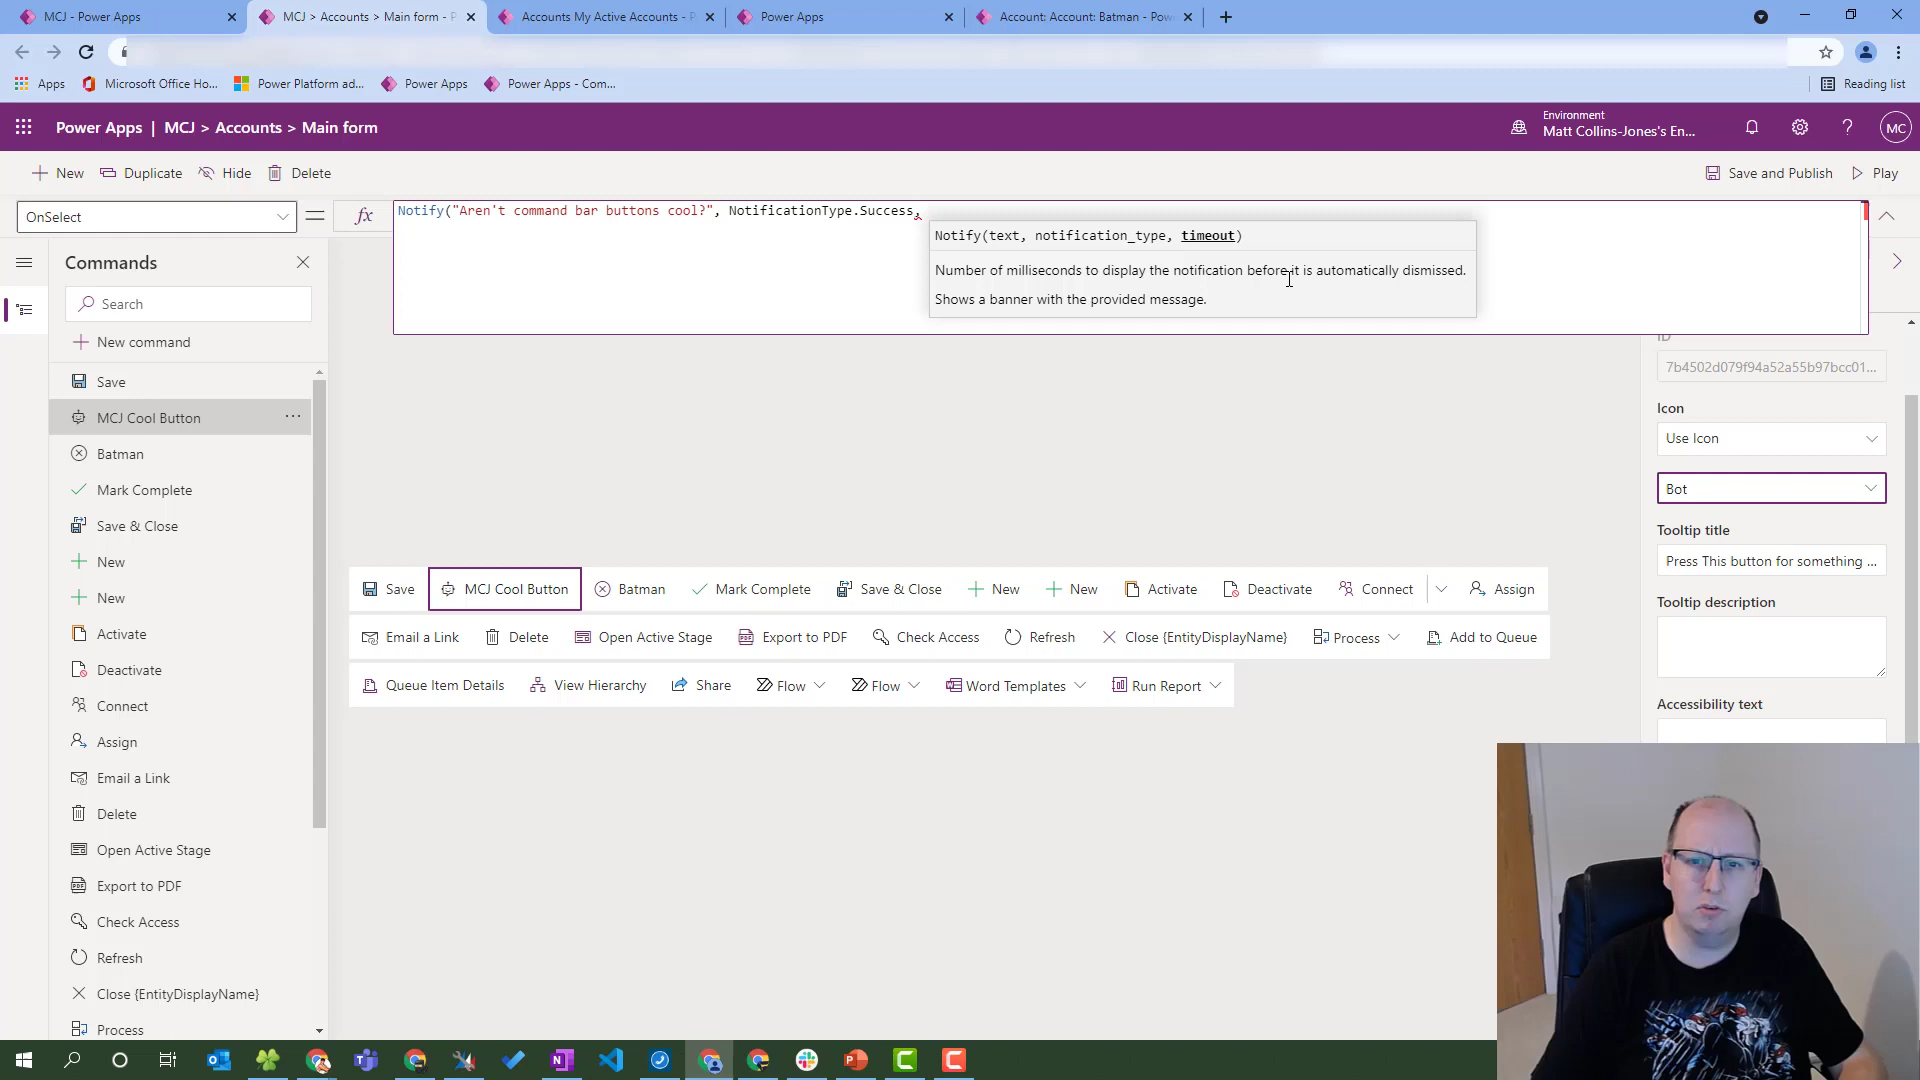 MCJ - Power Apps
MCJ > Accounts > Main form - P
Accounts My Active Accounts - P
Power Apps
Account: Account: Batman - Pow
Apps
Microsoft Office Ho...
Power Platform ad...
Power Apps
Power Apps - Com...
Reading list
Power Apps | MCJ > Accounts > Main form
Environment
Matt Collins-Jones's En...
MC
New
Duplicate
Hide
Delete
Save and Publish
Play
OnSelect
fx
Notify("Aren't command bar buttons cool?", NotificationType.Success,
Notify(text, notification_type, timeout)
Number of milliseconds to display the notification before it is automatically dismissed.
Shows a banner with the provided message.
Commands
Search
New command
Save
MCJ Cool Button
Batman
Mark Complete
Save & Close
New
New
Activate
Deactivate
Connect
Assign
Email a Link
Delete
Open Active Stage
Export to PDF
Check Access
Refresh
Close {EntityDisplayName}
Process
Save
MCJ Cool Button
Batman
Mark Complete
Save & Close
New
New
Activate
Deactivate
Connect
Assign
Email a Link
Delete
Open Active Stage
Export to PDF
Check Access
Refresh
Close {EntityDisplayName}
Process
Add to Queue
Queue Item Details
View Hierarchy
Share
Flow
Flow
Word Templates
Run Report
ID
7b4502d079f94a52a55b97bcc01...
Icon
Use Icon
Bot
Tooltip title
Press This button for something ...
Tooltip description
Accessibility text